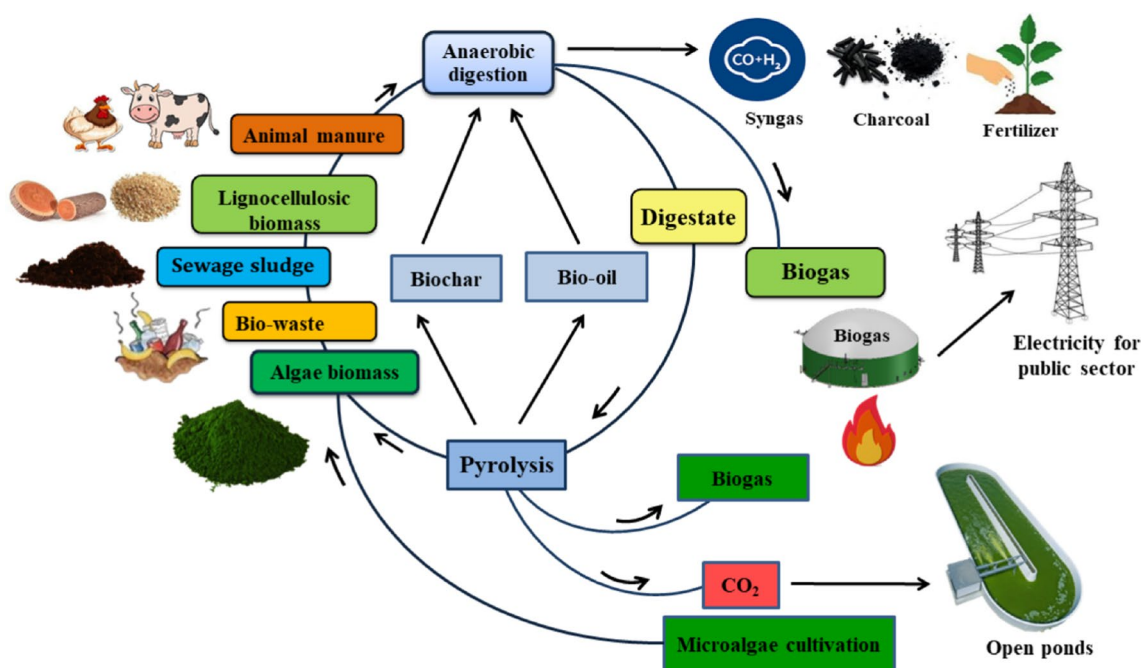 Anaerobic
digestion
CO+H₂
Syngas
Charcoal
Fertilizer
Animal manure
Lignocellulosic
biomass
Digestate
Sewage sludge
Biochar
Bio-oil
Biogas
Bio-waste
Biogas
Electricity for
public sector
Algae biomass
Pyrolysis
Biogas
CO₂
Microalgae cultivation
Open ponds